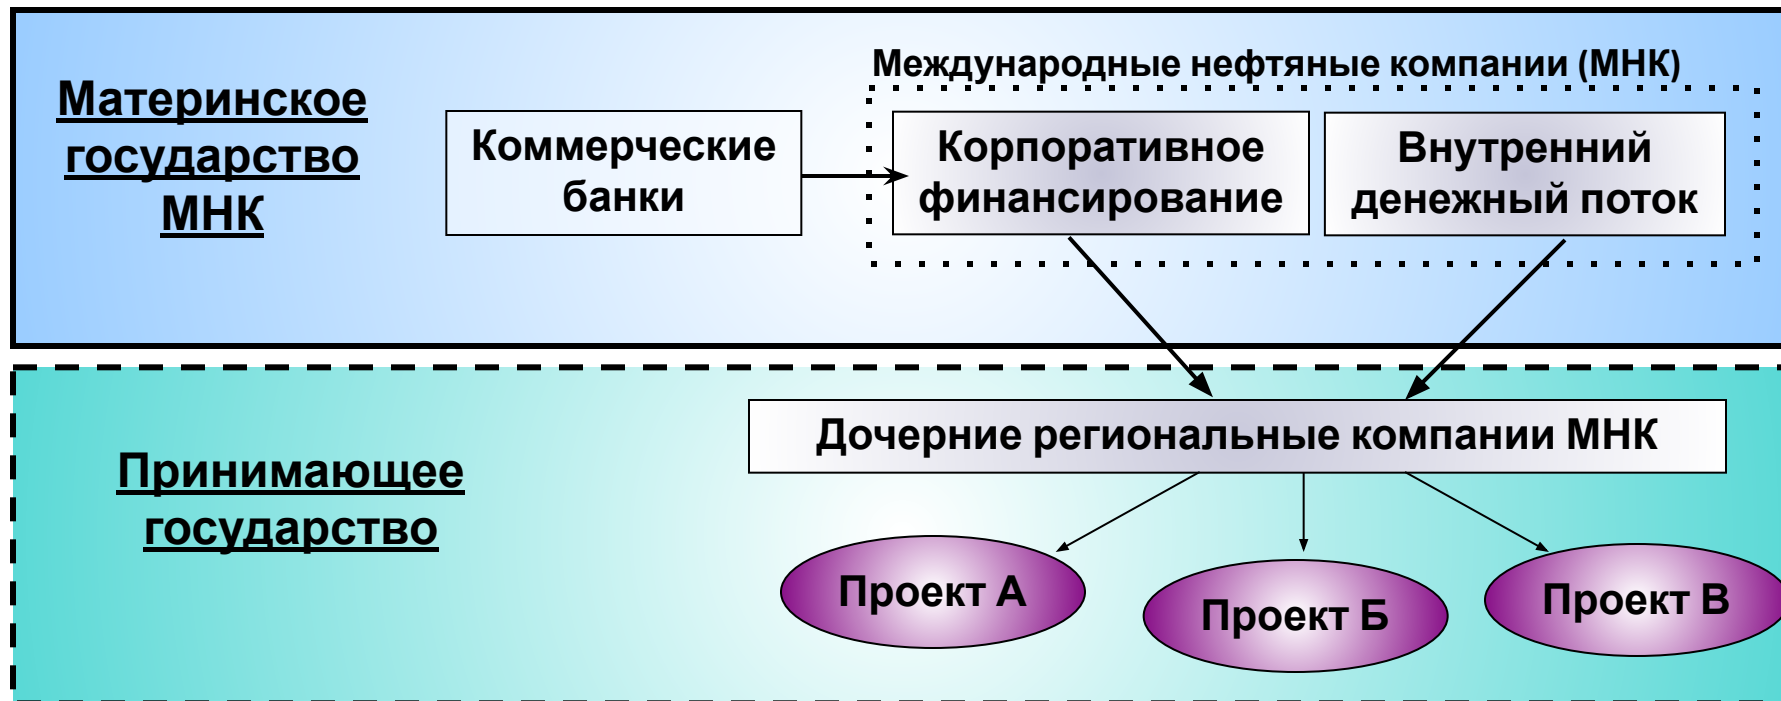 Международные нефтяные компании (МНК)
Материнское
государство
МНК
Коммерческие
банки
Корпоративное
финансирование
Внутренний
денежный поток
Дочерние региональные компании МНК
Принимающее
государство
Проект А
Проект Б
Проект В